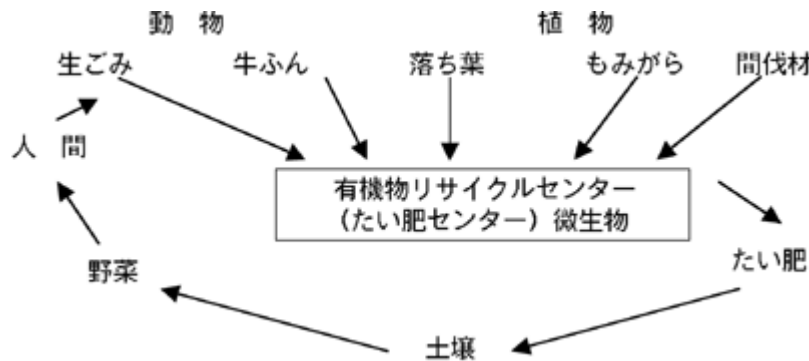 動　物　植　物
生ごみ　牛ふん　落ち葉　もみがら　間伐材
人　間
有機物リサイクルセンター
（たい肥センター）微生物
野菜　たい肥
土壌